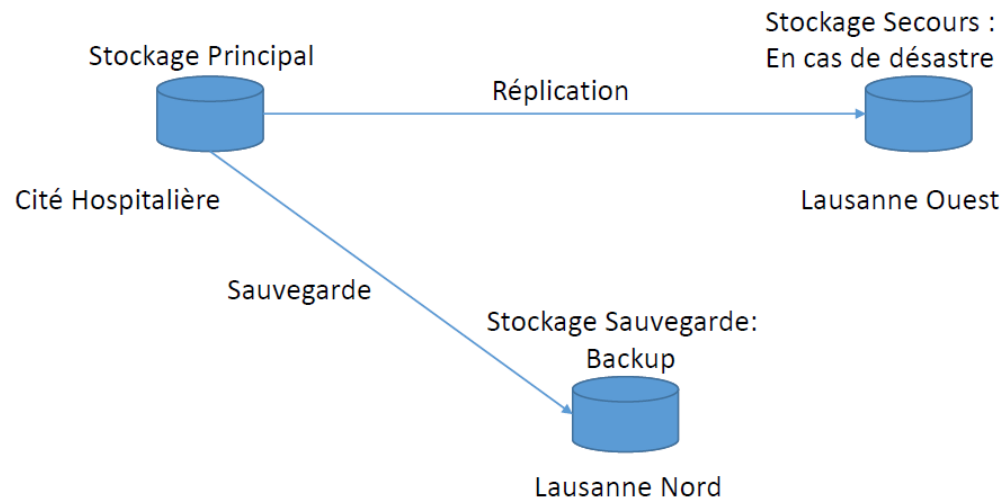 Stockage Principal
Cité Hospitalière
Réplication
Stockage Secours :
En cas de désastre
Lausanne Ouest
Sauvegarde
Stockage Sauvegarde:
Backup
Lausanne Nord